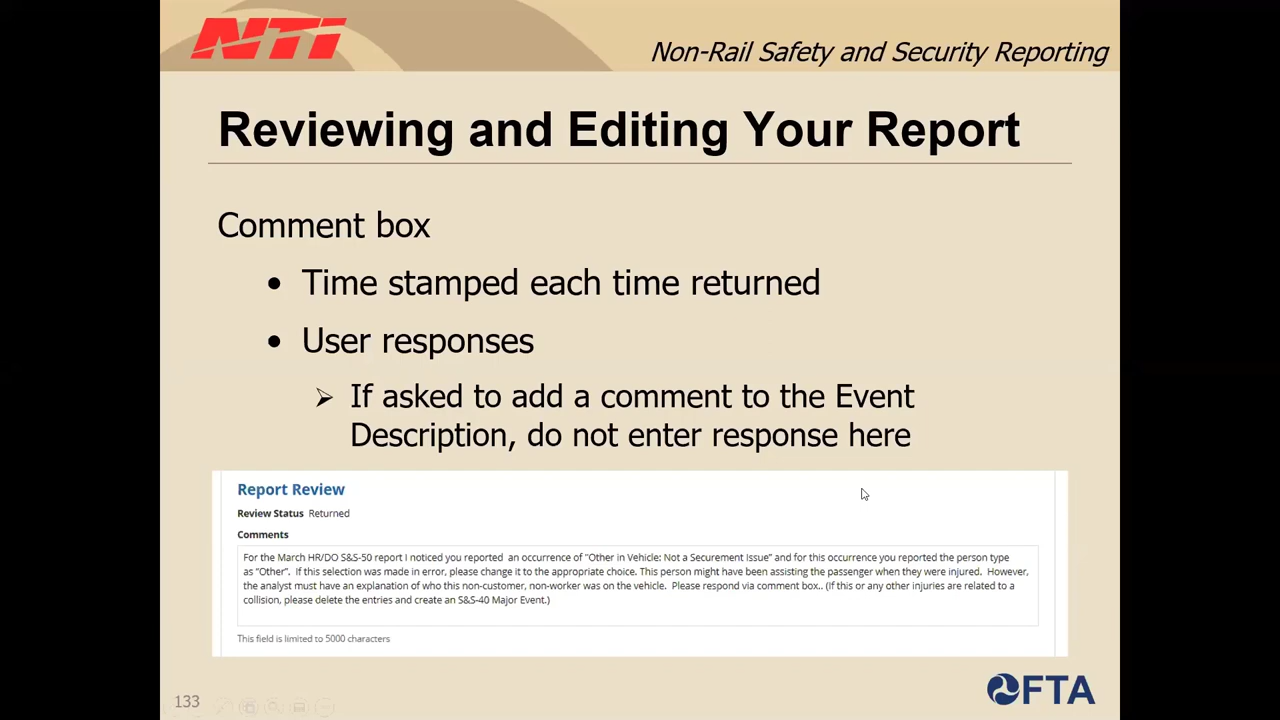 NTI
Non-Rail Safety and Security Reporting
Reviewing and Editing Your Report
Comment box
• Time stamped each time returned
• User responses
➢ If asked to add a comment to the Event
Description, do not enter response here
Report Review
Review Status Returned
Comments
For the March HR/DO S&S-50 report I noticed you reported an occurrence of "Other in Vehicle: Not a Securement Issue" and for this occurrence you reported the person type
as "Other". If this selection was made in error, please change it to the appropriate choice. This person might have been assisting the passenger when they were injured. However,
the analyst must have an explanation of who this non-customer, non-worker was on the vehicle. Please respond via comment box.. (If this or any other injuries are related to a
collision, please delete the entries and create an S&S-40 Major Event.)
This field is limited to 5000 characters
133
FTA